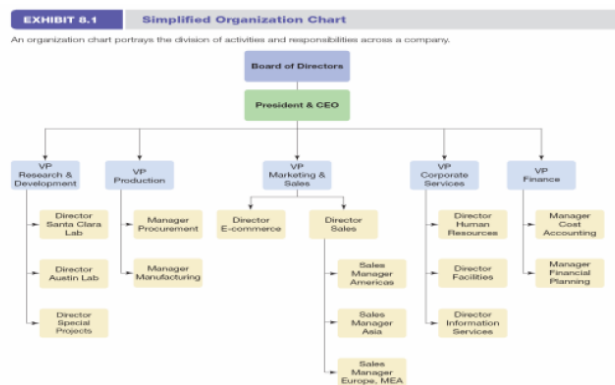 EXHIBIT 8.1 Simplified Organization Chart
An organization chart portrays the division of activities and responsibilities across a company.
Board of Directors
President & CEO
VP
Research &
Development
VP
Production
VP
Marketing &
Sales
VP
Corporate
Services
VP
Finance
Director
Santa Clara
Lab
Manager
Procurement
Director
E-commerce
Director
Sales
Director
Human
Resources
Manager
Cost
Accounting
Director
Austin Lab
Manager
Manufacturing
Sales
Manager
Americas
Director
Facilities
Manager
Financial
Planning
Director
Special
Projects
Sales
Manager
Asia
Director
Information
Services
Sales
Manager
Europe, MEA